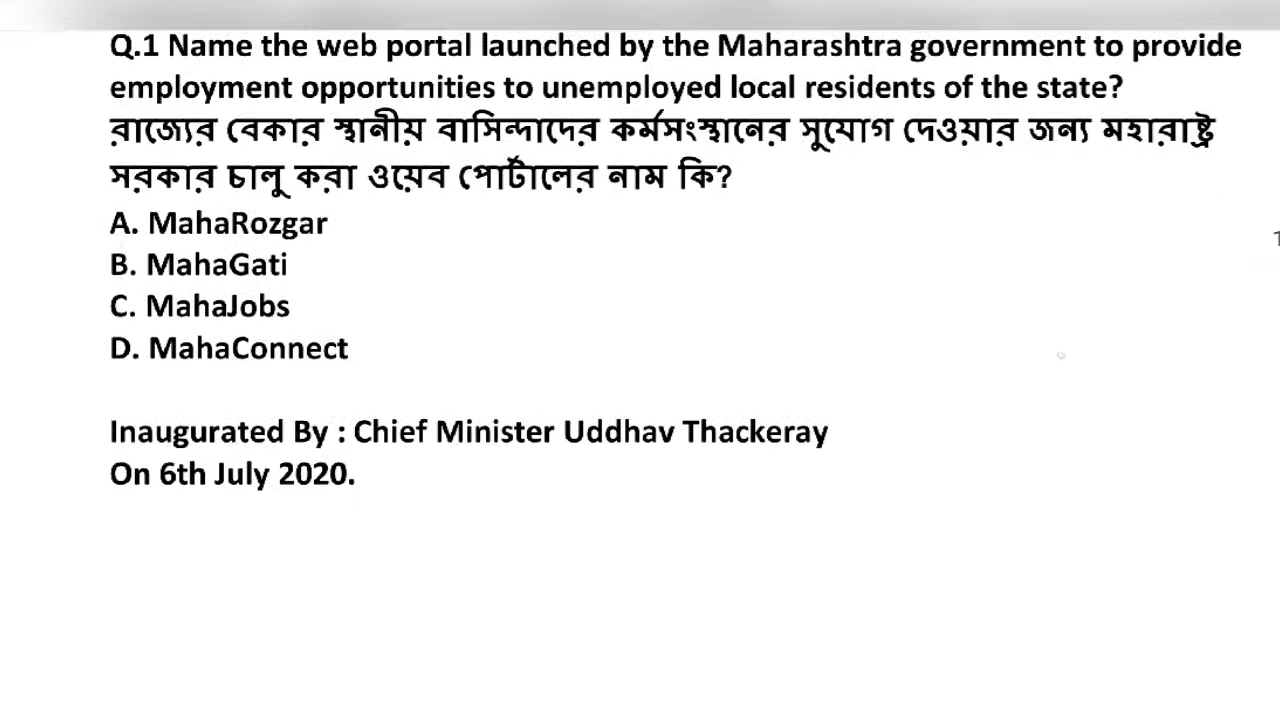 Q.1 Name the web portal launched by the Maharashtra government to provide
employment opportunities to unemployed local residents of the state?
রাজ্যের বেকার স্থানীয় বাসিন্দাদের কর্মসংস্থানের সুযোগ দেওয়ার জন্য মহারাষ্ট্র
সরকার চালু করা ওয়েব পোর্টালের নাম কি?
A. MahaRozgar
B. MahaGati
C. MahaJobs
D. MahaConnect
Inaugurated By : Chief Minister Uddhav Thackeray
On 6th July 2020.